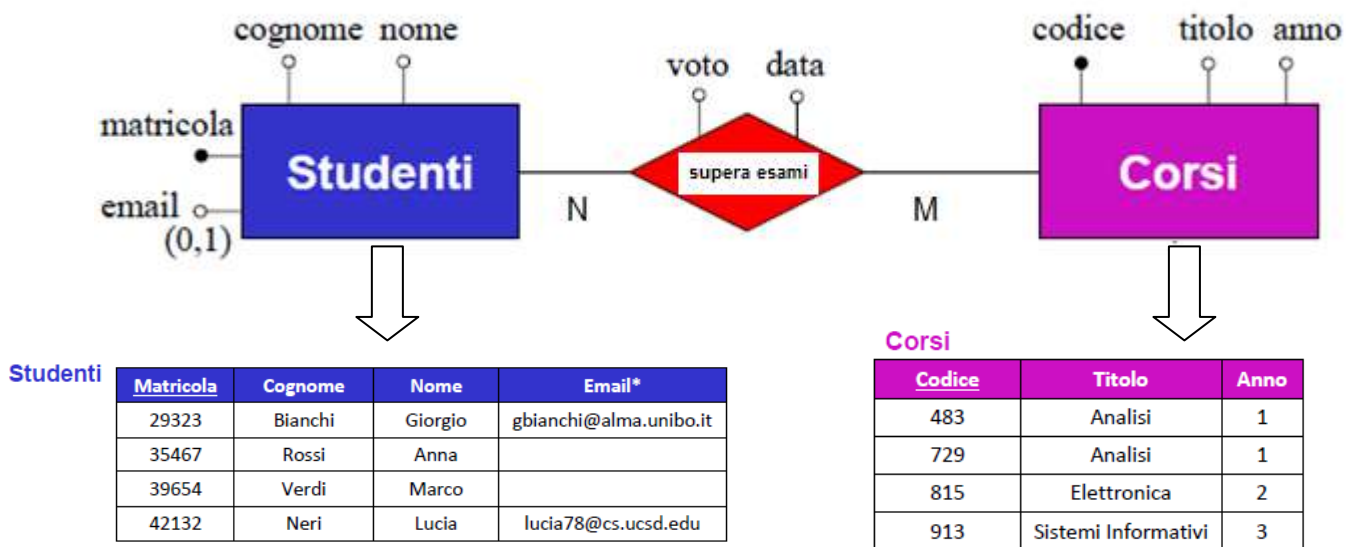 cognome nome
voto data
codice titolo anno
matricola
Studenti
supera esami
Corsi
email
(0,1)
N
M
Studenti
Matricola Cognome Nome Email*
29323 Bianchi Giorgio gbianchi@alma.unibo.it
35467 Rossi Anna
39654 Verdi Marco
42132 Neri Lucia lucia78@cs.ucsd.edu
Corsi
Codice Titolo Anno
483 Analisi 1
729 Analisi 1
815 Elettronica 2
913 Sistemi Informativi 3